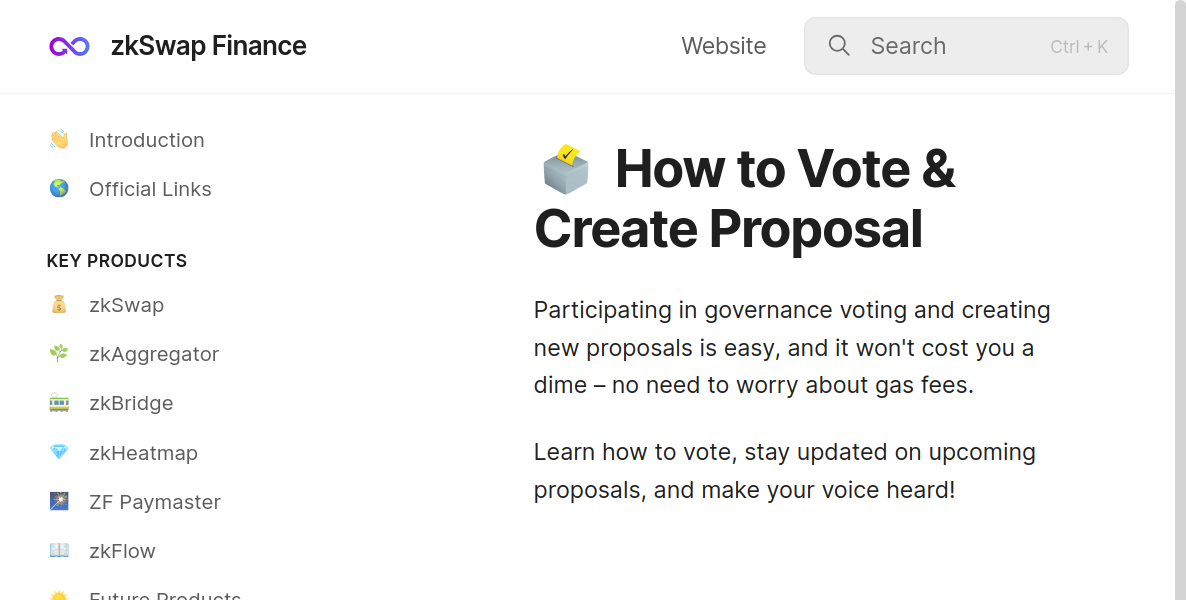 zkSwap Finance
Website
Search
Ctrl + K
Introduction
Official Links
KEY PRODUCTS
zkSwap
zkAggregator
zkBridge
zkHeatmap
ZF Paymaster
zkFlow
Future Products
How to Vote &
Create Proposal
Participating in governance voting and creating
new proposals is easy, and it won't cost you a
dime – no need to worry about gas fees.
Learn how to vote, stay updated on upcoming
proposals, and make your voice heard!